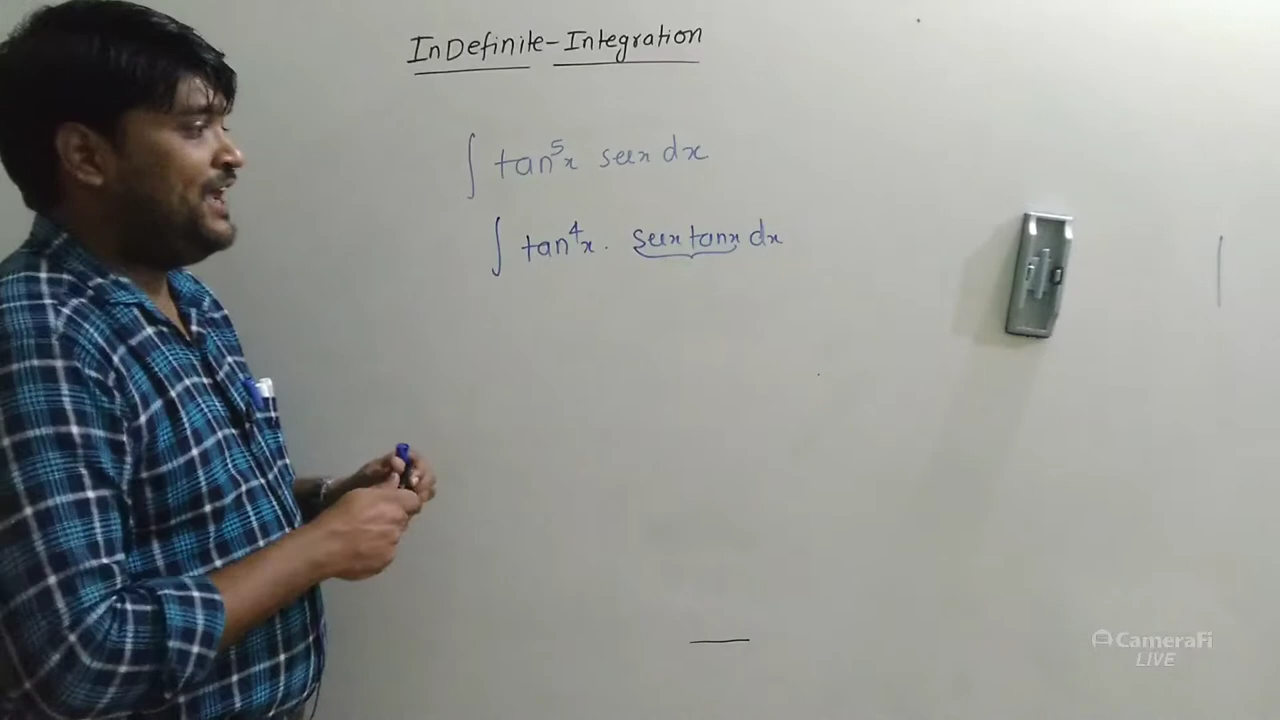 InDefinite-Integration
∫ tan⁵x secx dx
∫ tan⁴x. secx tanx dx
CameraFi
LIVE